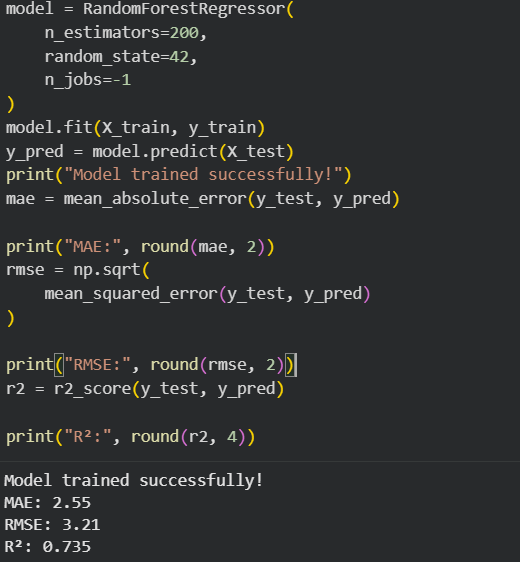 model = RandomForestRegressor(
    n_estimators=200,
    random_state=42,
    n_jobs=-1
)
model.fit(X_train, y_train)
y_pred = model.predict(X_test)
print("Model trained successfully!")
mae = mean_absolute_error(y_test, y_pred)

print("MAE:", round(mae, 2))
rmse = np.sqrt(
    mean_squared_error(y_test, y_pred)
)

print("RMSE:", round(rmse, 2))
r2 = r2_score(y_test, y_pred)

print("R²:", round(r2, 4))
Model trained successfully!
MAE: 2.55
RMSE: 3.21
R²: 0.735